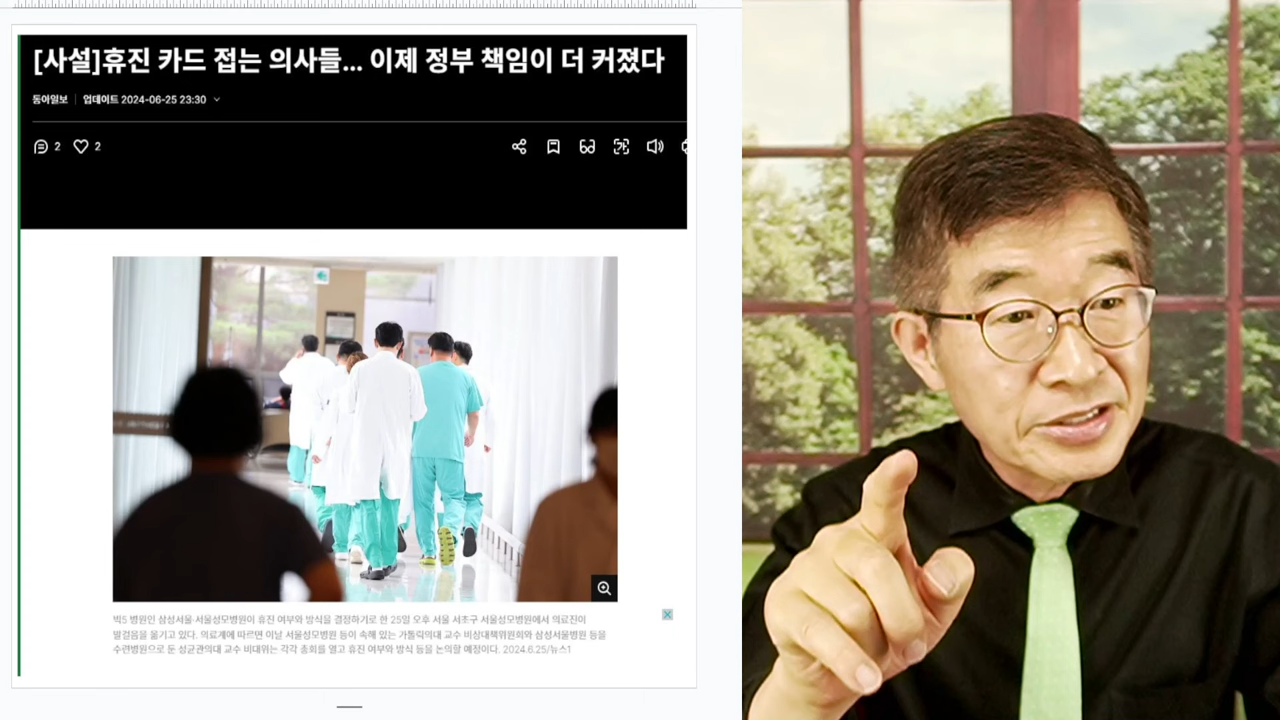 [사설]휴진 카드 접는 의사들... 이제 정부 책임이 더 커졌다
동아일보 업데이트 2024-06-25 23:30
2 2
빅5 병원인 삼성서울·서울성모병원이 휴진 여부와 방식을 결정하기로 한 25일 오후 서울 서초구 서울성모병원에서 의료진이
발걸음을 옮기고 있다. 의료계에 따르면 이날 서울성모병원 등이 속해 있는 가톨릭의대 교수 비상대책위원회와 삼성서울병원 등을
수련병원으로 둔 성균관의대 교수 비대위는 각각 총회를 열고 휴진 여부와 방식 등을 논의할 예정이다. 2024.6.25/뉴스1